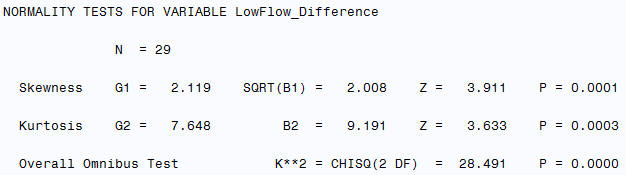 NORMALITY TESTS FOR VARIABLE LowFlow_Difference
N = 29
Skewness G1 = 2.119 SQRT(B1) = 2.008 Z = 3.911 P = 0.0001
Kurtosis G2 = 7.648 B2 = 9.191 Z = 3.633 P = 0.0003
Overall Omnibus Test K**2 = CHISQ(2 DF) = 28.491 P = 0.0000